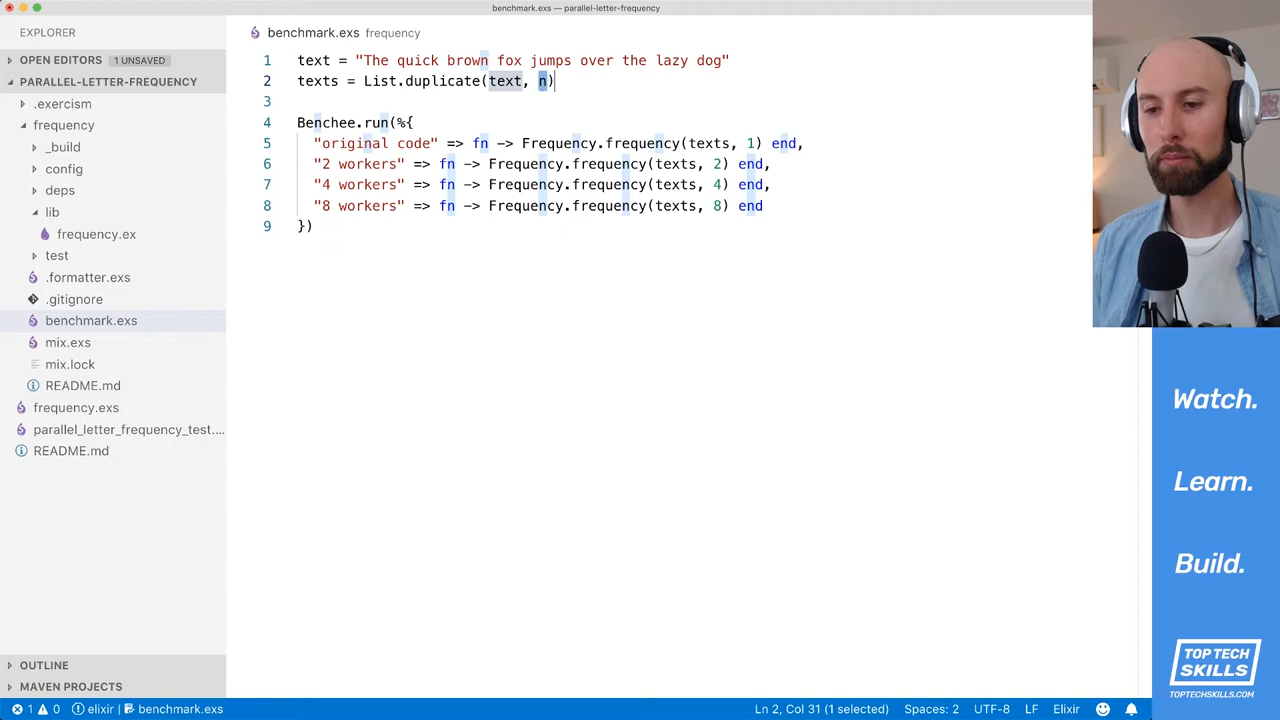 benchmark.exs — parallel-letter-frequency
EXPLORER
OPEN EDITORS 1 UNSAVED
PARALLEL-LETTER-FREQUENCY
.exercism
frequency
_build
config
deps
lib
frequency.ex
test
.formatter.exs
.gitignore
benchmark.exs
mix.exs
mix.lock
README.md
frequency.exs
parallel_letter_frequency_test....
README.md
OUTLINE
MAVEN PROJECTS
benchmark.exs frequency
1 text = "The quick brown fox jumps over the lazy dog"
2 texts = List.duplicate(text, n)
3
4 Benchee.run(%{
5 "original code" => fn -> Frequency.frequency(texts, 1) end,
6 "2 workers" => fn -> Frequency.frequency(texts, 2) end,
7 "4 workers" => fn -> Frequency.frequency(texts, 4) end,
8 "8 workers" => fn -> Frequency.frequency(texts, 8) end
9 })
Watch.
Learn.
Build.
TOP TECH
SKILLS
TOPTECHSKILLS.COM
1 0 elixir | benchmark.exs Ln 2, Col 31 (1 selected) Spaces: 2 UTF-8 LF Elixir